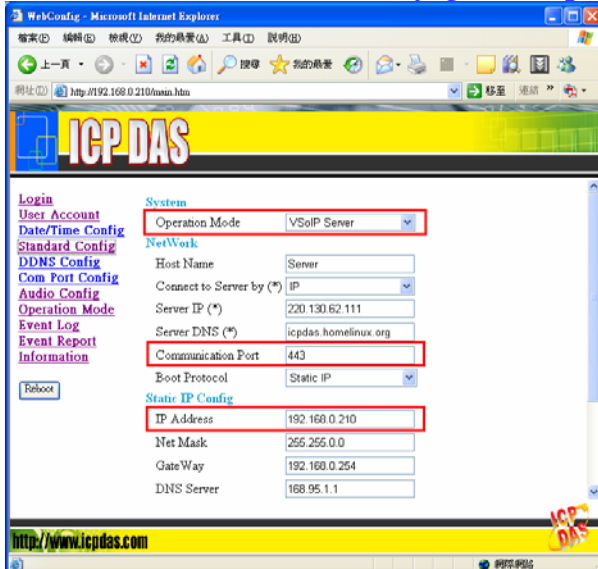 WebConfig - Microsoft Internet Explorer
檔案(F) 編輯(E) 檢視(V) 我的最愛(A) 工具(T) 說明(H)
上一頁 搜尋 我的最愛
網址(D) http://192.168.0.210/main.htm 移至 連結 »
ICP DAS
Login
User Account
Date/Time Config
Standard Config
DDNS Config
Com Port Config
Audio Config
Operation Mode
Event Log
Event Report
Information
Reboot
System
Operation Mode VSoIP Server
NetWork
Host Name Server
Connect to Server by (*) IP
Server IP (*) 220.130.62.111
Server DNS (*) icpdas.homelinux.org
Communication Port 443
Boot Protocol Static IP
Static IP Config
IP Address 192.168.0.210
Net Mask 255.255.0.0
GateWay 192.168.0.254
DNS Server 168.95.1.1
http://www.icpdas.com
ICP DAS
網際網路